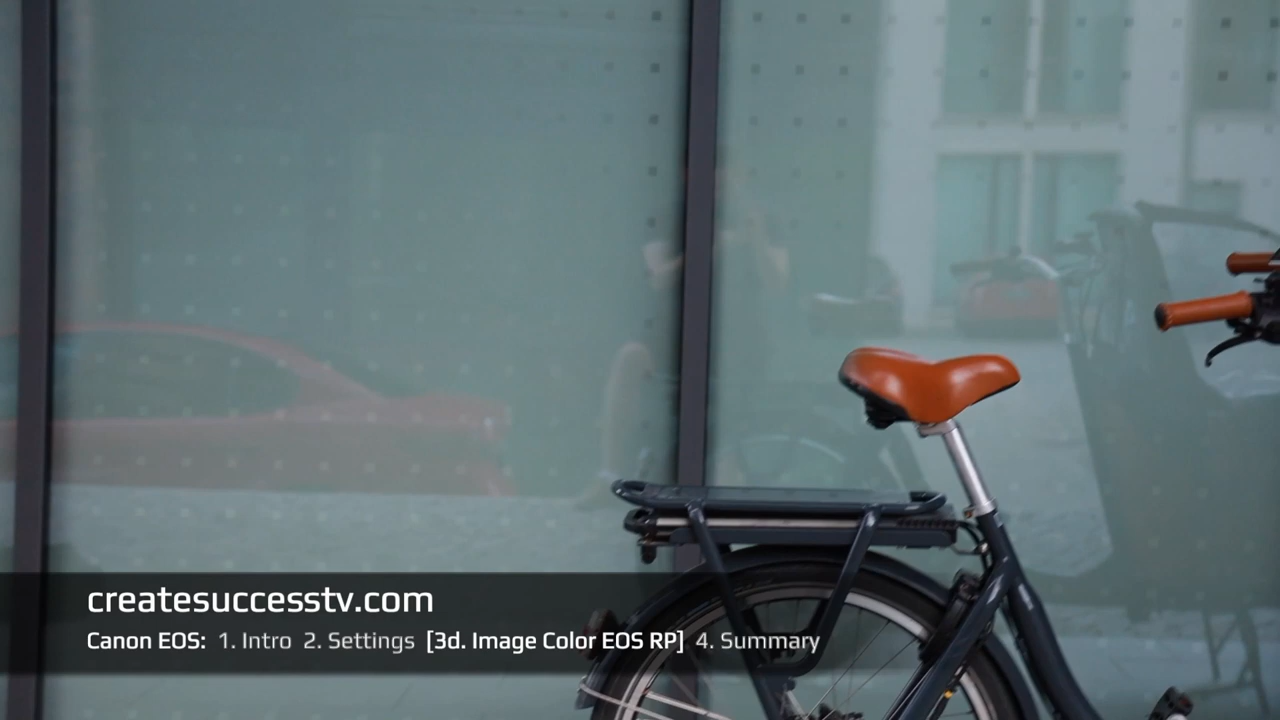 createsuccesstv.com
Canon EOS: 1. Intro 2. Settings [3d. Image Color EOS RP] 4. Summary